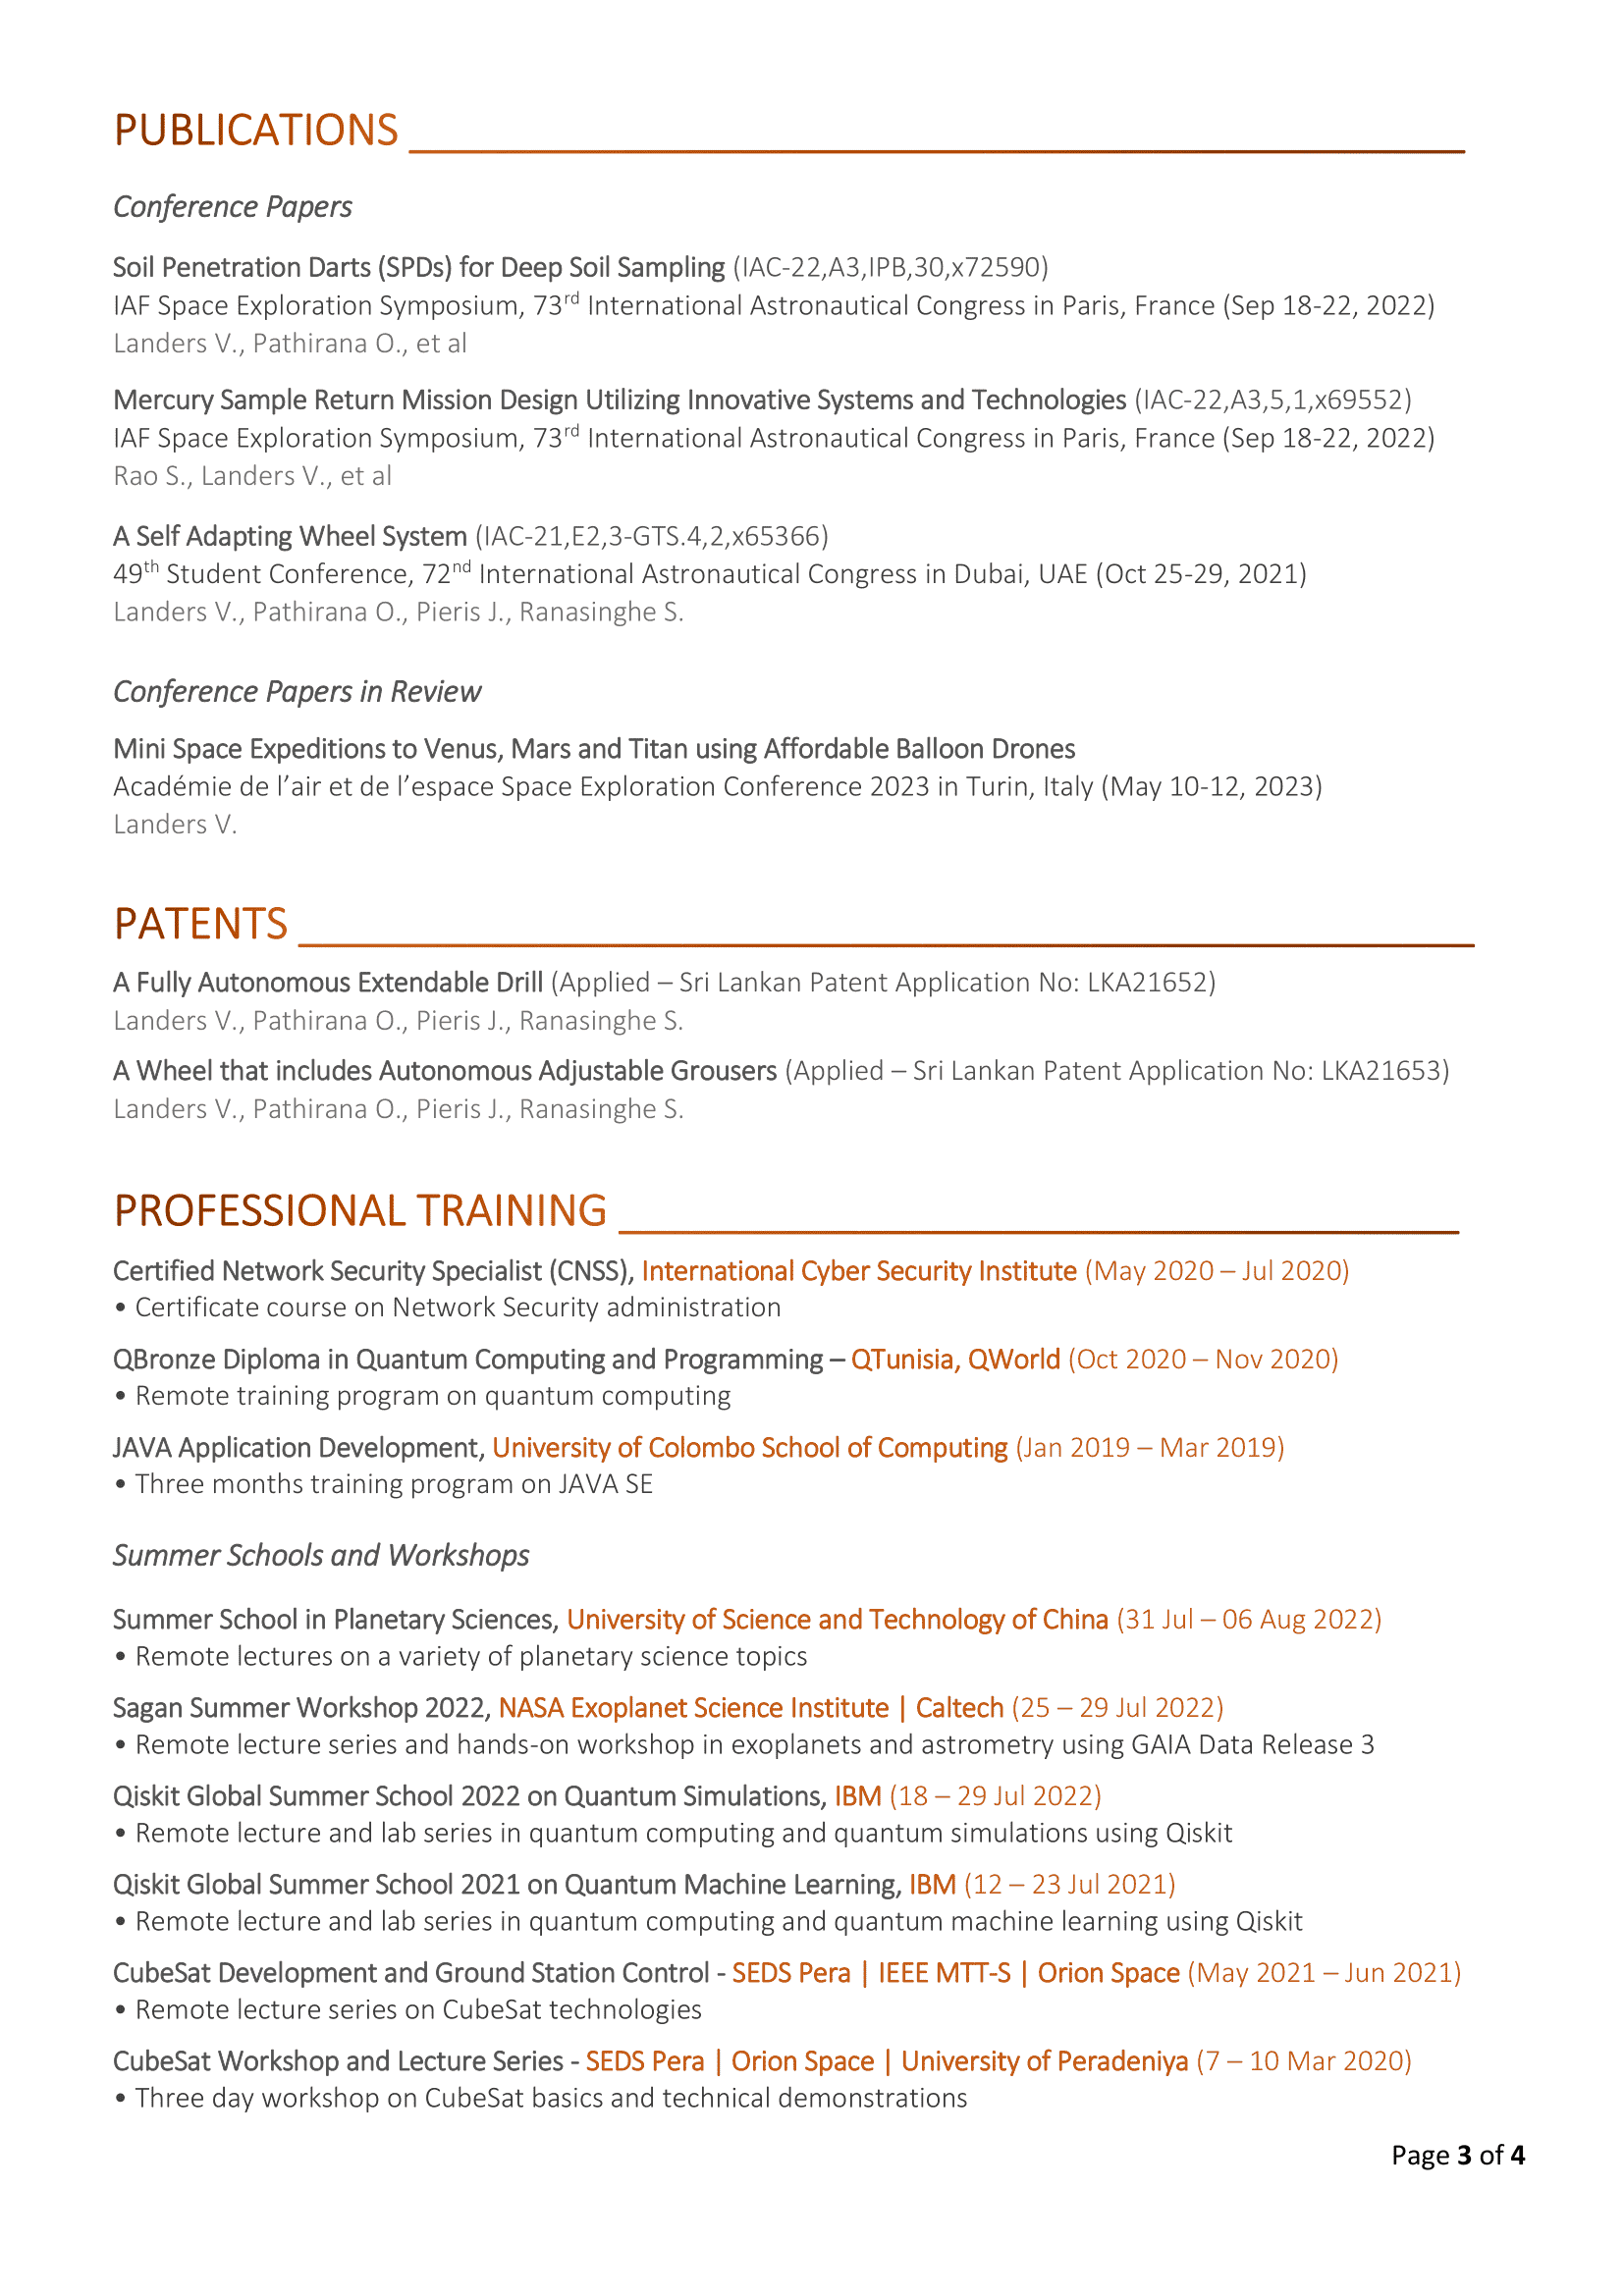 PUBLICATIONS
Conference Papers
Soil Penetration Darts (SPDs) for Deep Soil Sampling (IAC-22,A3,IPB,30,x72590)
IAF Space Exploration Symposium, 73rd International Astronautical Congress in Paris, France (Sep 18-22, 2022)
Landers V., Pathirana O., et al
Mercury Sample Return Mission Design Utilizing Innovative Systems and Technologies (IAC-22,A3,5,1,x69552)
IAF Space Exploration Symposium, 73rd International Astronautical Congress in Paris, France (Sep 18-22, 2022)
Rao S., Landers V., et al
A Self Adapting Wheel System (IAC-21,E2,3-GTS.4,2,x65366)
49th Student Conference, 72nd International Astronautical Congress in Dubai, UAE (Oct 25-29, 2021)
Landers V., Pathirana O., Pieris J., Ranasinghe S.
Conference Papers in Review
Mini Space Expeditions to Venus, Mars and Titan using Affordable Balloon Drones
Académie de l’air et de l’espace Space Exploration Conference 2023 in Turin, Italy (May 10-12, 2023)
Landers V.
PATENTS
A Fully Autonomous Extendable Drill (Applied – Sri Lankan Patent Application No: LKA21652)
Landers V., Pathirana O., Pieris J., Ranasinghe S.
A Wheel that includes Autonomous Adjustable Grousers (Applied – Sri Lankan Patent Application No: LKA21653)
Landers V., Pathirana O., Pieris J., Ranasinghe S.
PROFESSIONAL TRAINING
Certified Network Security Specialist (CNSS), International Cyber Security Institute (May 2020 – Jul 2020)
• Certificate course on Network Security administration
QBronze Diploma in Quantum Computing and Programming – QTunisia, QWorld (Oct 2020 – Nov 2020)
• Remote training program on quantum computing
JAVA Application Development, University of Colombo School of Computing (Jan 2019 – Mar 2019)
• Three months training program on JAVA SE
Summer Schools and Workshops
Summer School in Planetary Sciences, University of Science and Technology of China (31 Jul – 06 Aug 2022)
• Remote lectures on a variety of planetary science topics
Sagan Summer Workshop 2022, NASA Exoplanet Science Institute | Caltech (25 – 29 Jul 2022)
• Remote lecture series and hands-on workshop in exoplanets and astrometry using GAIA Data Release 3
Qiskit Global Summer School 2022 on Quantum Simulations, IBM (18 – 29 Jul 2022)
• Remote lecture and lab series in quantum computing and quantum simulations using Qiskit
Qiskit Global Summer School 2021 on Quantum Machine Learning, IBM (12 – 23 Jul 2021)
• Remote lecture and lab series in quantum computing and quantum machine learning using Qiskit
CubeSat Development and Ground Station Control - SEDS Pera | IEEE MTT-S | Orion Space (May 2021 – Jun 2021)
• Remote lecture series on CubeSat technologies
CubeSat Workshop and Lecture Series - SEDS Pera | Orion Space | University of Peradeniya (7 – 10 Mar 2020)
• Three day workshop on CubeSat basics and technical demonstrations
Page 3 of 4